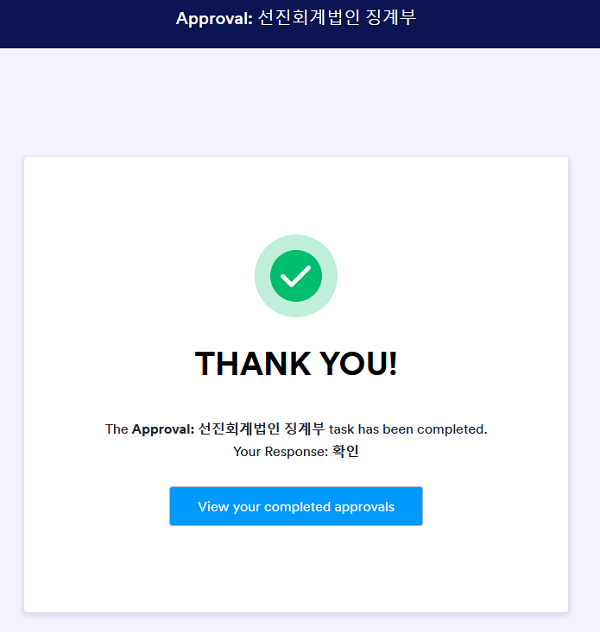 Approval: 선진회계법인 징계부
THANK YOU!
The Approval: 선진회계법인 징계부 task has been completed.
Your Response: 확인
View your completed approvals